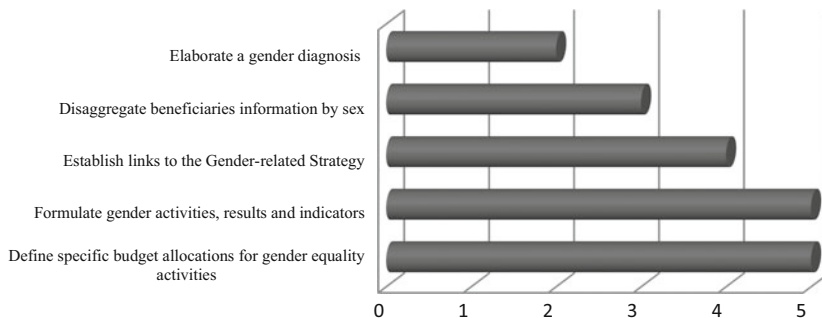 Elaborate a gender diagnosis
Disaggregate beneficiaries information by sex
Establish links to the Gender-related Strategy
Formulate gender activities, results and indicators
Define specific budget allocations for gender equality
activities
0 1 2 3 4 5